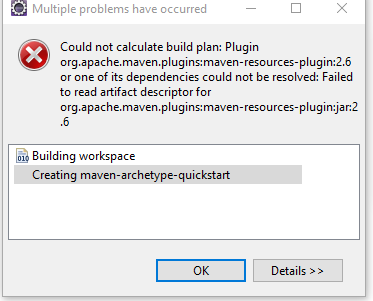 Multiple problems have occurred
Could not calculate build plan: Plugin
org.apache.maven.plugins:maven-resources-plugin:2.6
or one of its dependencies could not be resolved: Failed
to read artifact descriptor for
org.apache.maven.plugins:maven-resources-plugin:jar:2
.6
010
Building workspace
Creating maven-archetype-quickstart
OK
Details >>